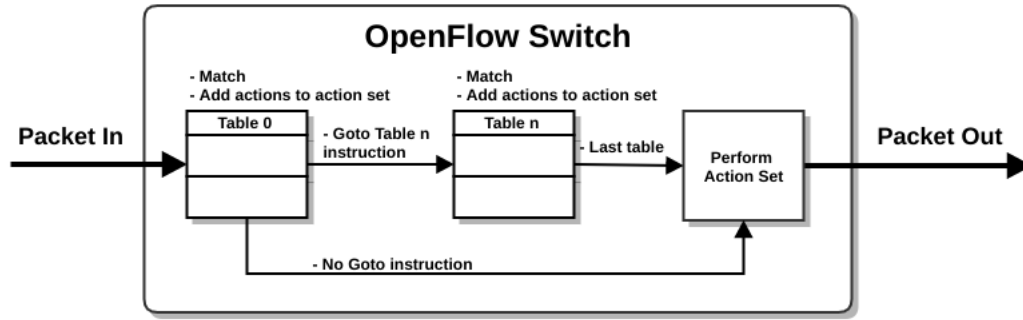 OpenFlow Switch
- Match
- Add actions to action set
- Match
- Add actions to action set
Packet In
Table 0
- Goto Table n
instruction
Table n
- Last table
Perform
Action Set
Packet Out
- No Goto instruction